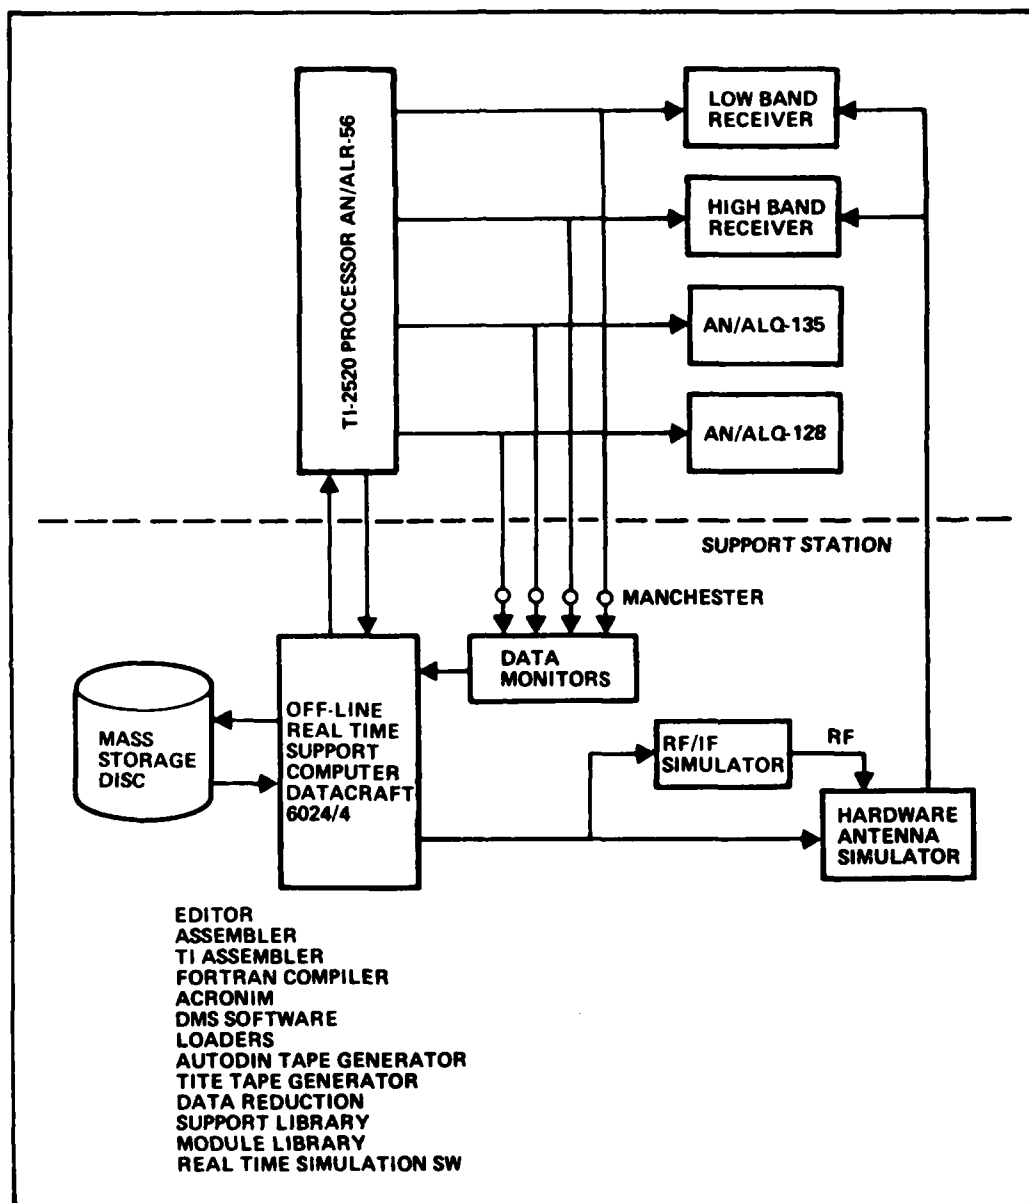 TI-2520 PROCESSOR AN/ALR-56
LOW BAND
RECEIVER
HIGH BAND
RECEIVER
AN/ALQ-135
AN/ALQ-128
SUPPORT STATION
MANCHESTER
DATA
MONITORS
MASS
STORAGE
DISC
OFF-LINE
REAL TIME
SUPPORT
COMPUTER
DATACRAFT
6024/4
RF/IF
SIMULATOR
RF
HARDWARE
ANTENNA
SIMULATOR
EDITOR
ASSEMBLER
TI ASSEMBLER
FORTRAN COMPILER
ACRONIM
DMS SOFTWARE
LOADERS
AUTODIN TAPE GENERATOR
TITE TAPE GENERATOR
DATA REDUCTION
SUPPORT LIBRARY
MODULE LIBRARY
REAL TIME SIMULATION SW